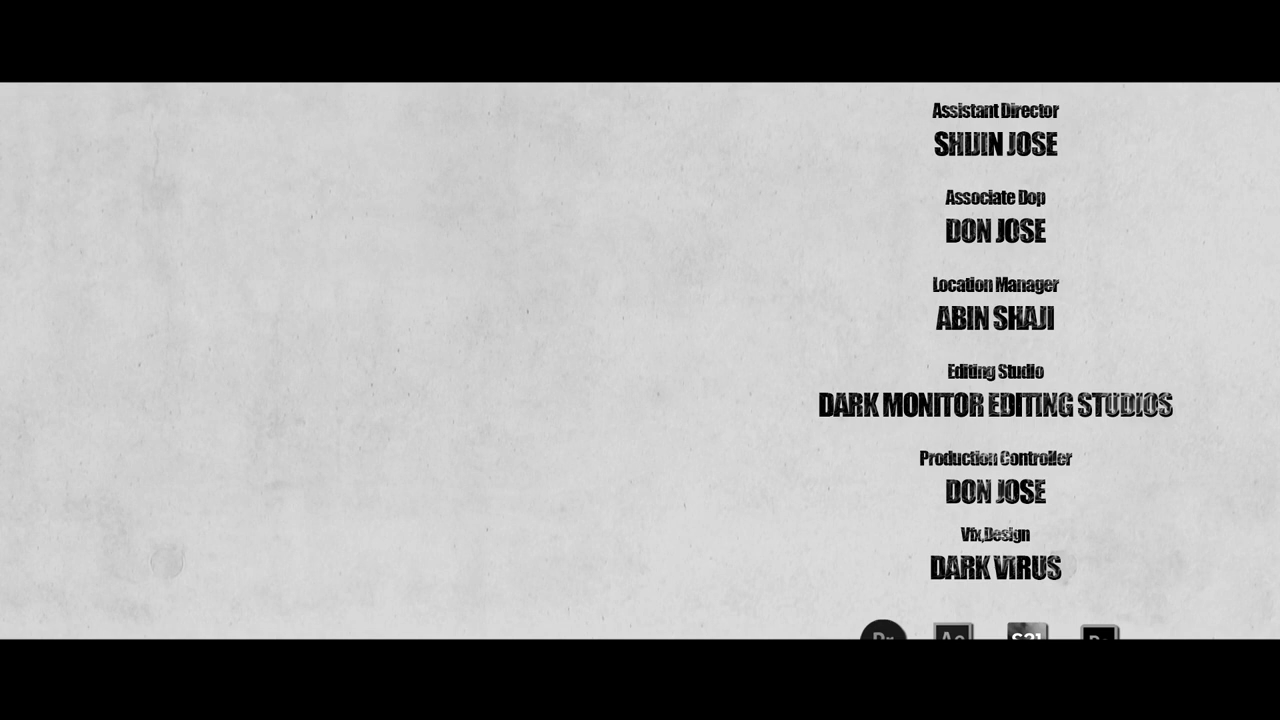 Assistant Director
SHIJIN JOSE
Associate Dop
DON JOSE
Location Manager
ABIN SHAJI
Editing Studio
DARK MONITOR EDITING STUDIOS
Production Controller
DON JOSE
Vfx,Design
DARK VIRUS